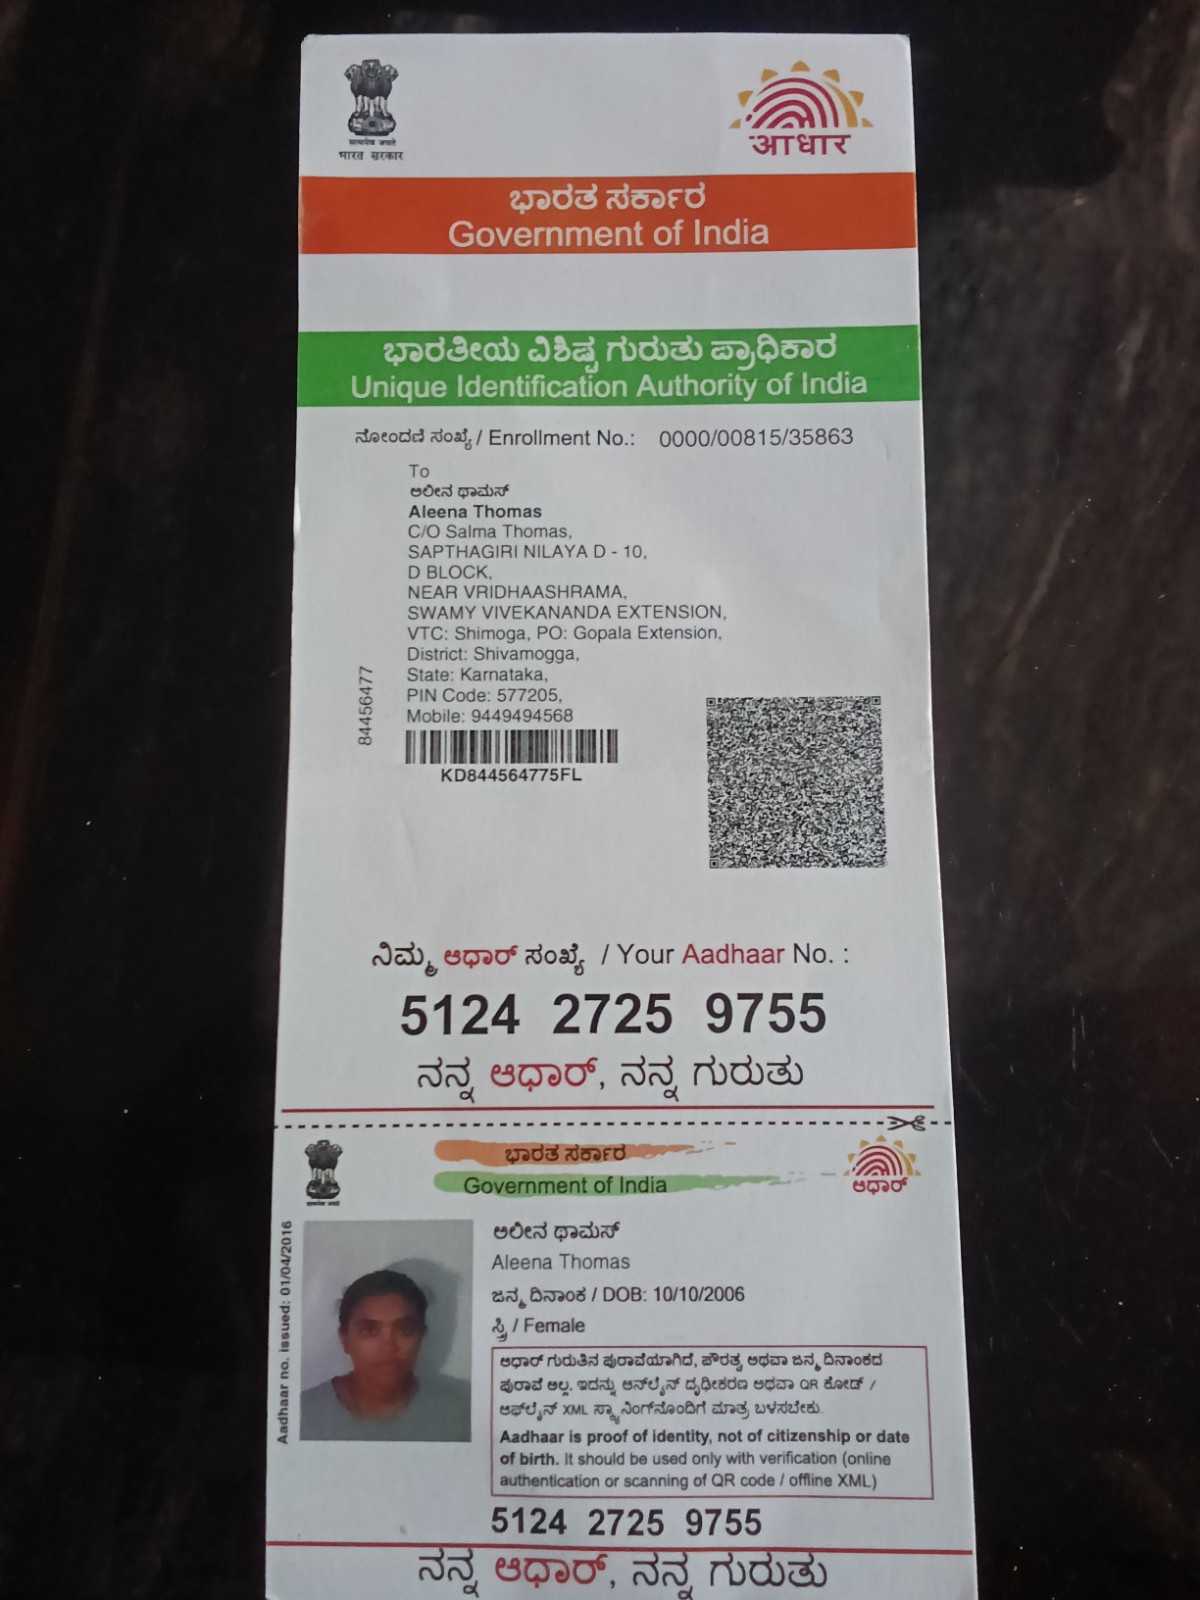 सत्यमेव जयते
भारत सरकार
आधार
ಭಾರತ ಸರ್ಕಾರ
Government of India
ಭಾರತೀಯ ವಿಶಿಷ್ಟ ಗುರುತು ಪ್ರಾಧಿಕಾರ
Unique Identification Authority of India
ನೋಂದಣಿ ಸಂಖ್ಯೆ / Enrollment No.: 0000/00815/35863
To
ಅಲೀನ ಥಾಮಸ್
Aleena Thomas
C/O Salma Thomas,
SAPTHAGIRI NILAYA D - 10,
D BLOCK,
NEAR VRIDHAASHRAMA,
SWAMY VIVEKANANDA EXTENSION,
VTC: Shimoga, PO: Gopala Extension,
District: Shivamogga,
State: Karnataka,
PIN Code: 577205,
Mobile: 9449494568
84456477
KD844564775FL
ನಿಮ್ಮ ಆಧಾರ್ ಸಂಖ್ಯೆ / Your Aadhaar No. :
5124 2725 9755
ನನ್ನ ಆಧಾರ್, ನನ್ನ ಗುರುತು
ಭಾರತ ಸರ್ಕಾರ
Government of India
ಆಧಾರ್
Aadhaar no. issued: 01/04/2016
ಅಲೀನ ಥಾಮಸ್
Aleena Thomas
ಜನ್ಮ ದಿನಾಂಕ / DOB: 10/10/2006
ಸ್ತ್ರೀ / Female
ಆಧಾರ್ ಗುರುತಿನ ಪುರಾವೆಯಾಗಿದೆ, ಪೌರತ್ವ ಅಥವಾ ಜನ್ಮ ದಿನಾಂಕದ
ಪುರಾವೆ ಅಲ್ಲ. ಇದನ್ನು ಆನ್‌ಲೈನ್ ದೃಢೀಕರಣ ಅಥವಾ QR ಕೋಡ್ /
ಆಫ್‌ಲೈನ್ XML ಸ್ಕ್ಯಾನಿಂಗ್‌ನೊಂದಿಗೆ ಮಾತ್ರ ಬಳಸಬೇಕು.
Aadhaar is proof of identity, not of citizenship or date
of birth. It should be used only with verification (online
authentication or scanning of QR code / offline XML)
5124 2725 9755
ನನ್ನ ಆಧಾರ್, ನನ್ನ ಗುರುತು